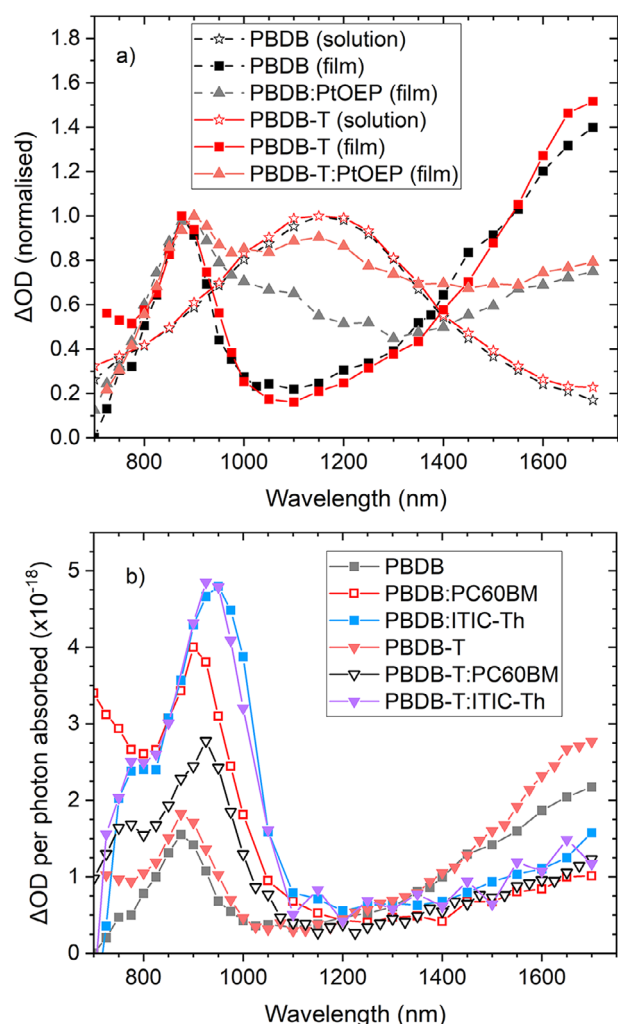 a)
PBDB (solution)
PBDB (film)
PBDB:PtOEP (film)
PBDB-T (solution)
PBDB-T (film)
PBDB-T:PtOEP (film)
ΔOD (normalised)
1.8
1.6
1.4
1.2
1.0
0.8
0.6
0.4
0.2
0.0
800 1000 1200 1400 1600
Wavelength (nm)
b)
PBDB
PBDB:PC60BM
PBDB:ITIC-Th
PBDB-T
PBDB-T:PC60BM
PBDB-T:ITIC-Th
ΔOD per photon absorbed (x10⁻¹⁸)
5
4
3
2
1
0
800 1000 1200 1400 1600
Wavelength (nm)